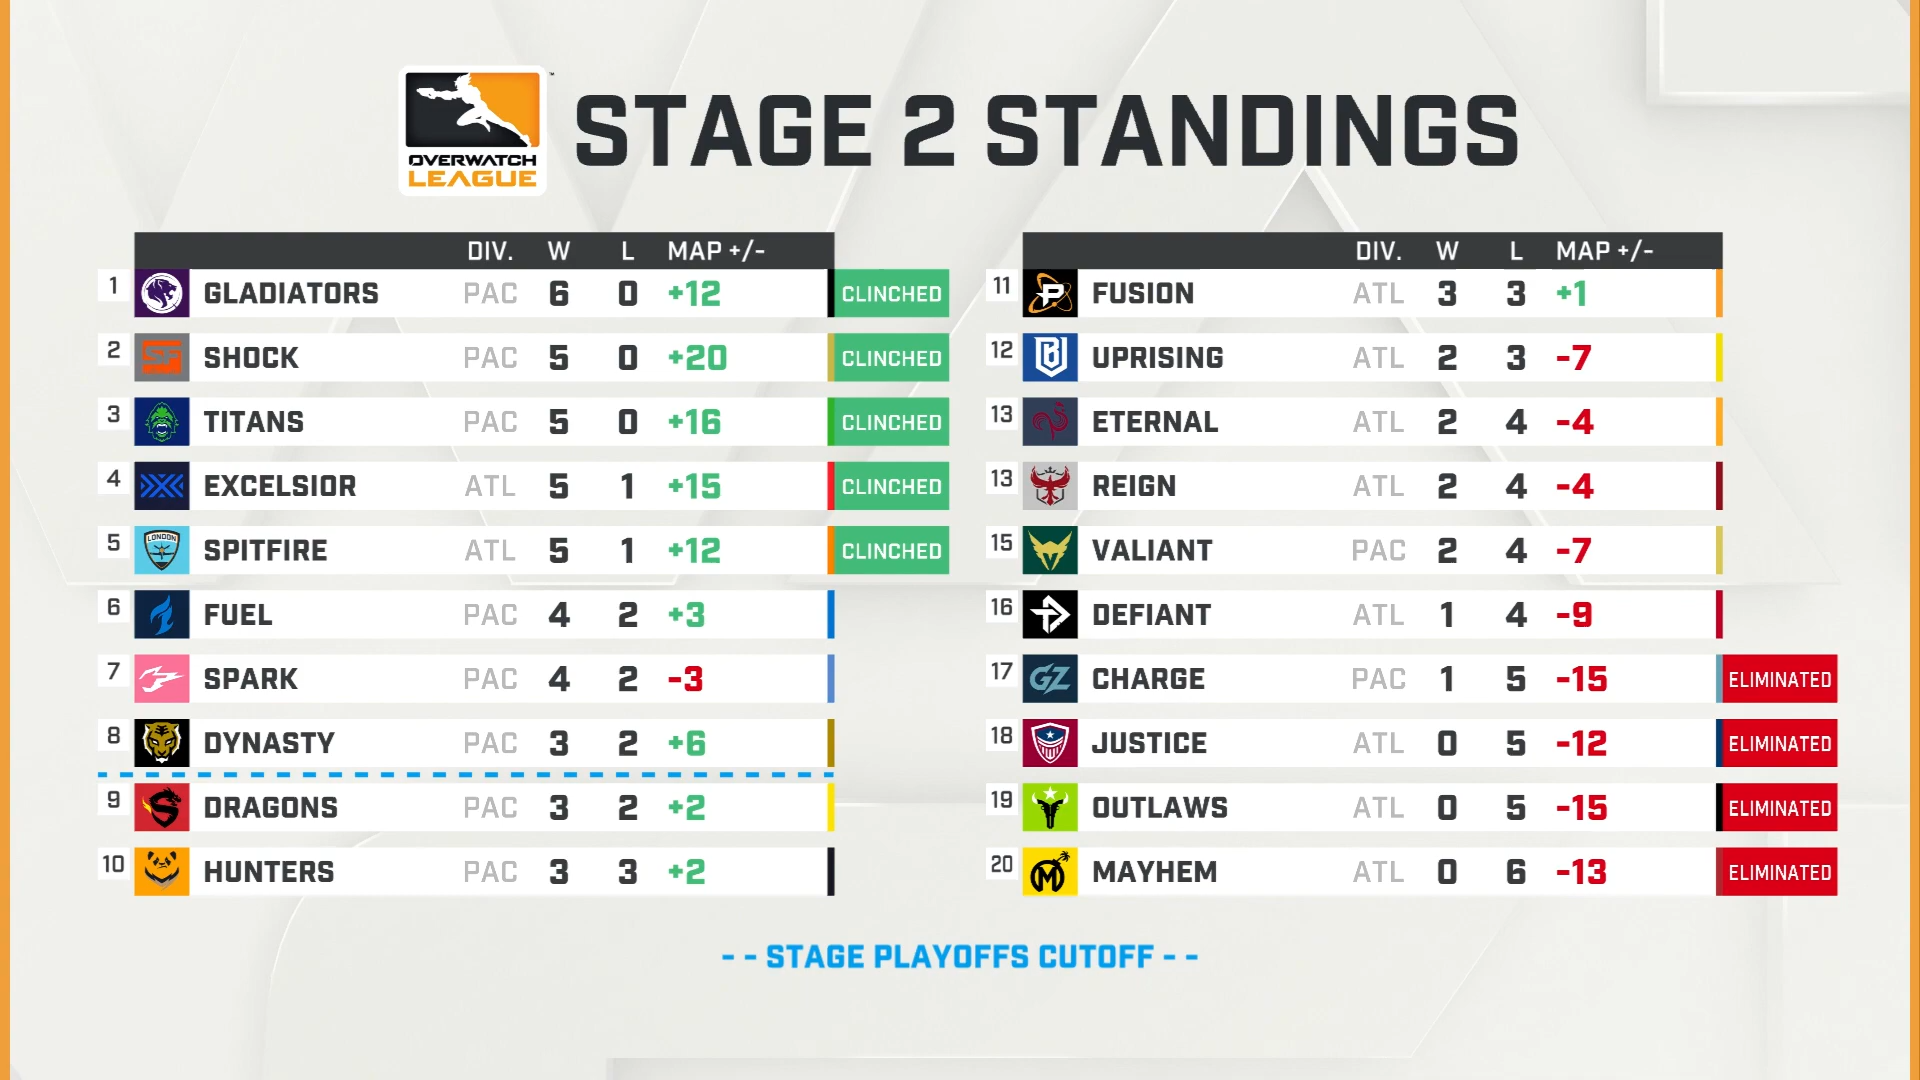 OVERWATCH
LEAGUE
™
STAGE 2 STANDINGS
DIV. W L MAP +/-
1 GLADIATORS PAC 6 0 +12 CLINCHED
2 SF SHOCK PAC 5 0 +20 CLINCHED
3 TITANS PAC 5 0 +16 CLINCHED
4 EXCELSIOR ATL 5 1 +15 CLINCHED
5 LONDON SPITFIRE ATL 5 1 +12 CLINCHED
6 FUEL PAC 4 2 +3
7 SPARK PAC 4 2 -3
8 DYNASTY PAC 3 2 +6
9 DRAGONS PAC 3 2 +2
10 HUNTERS PAC 3 3 +2
DIV. W L MAP +/-
11 P FUSION ATL 3 3 +1
12 B UPRISING ATL 2 3 -7
13 ETERNAL ATL 2 4 -4
13 REIGN ATL 2 4 -4
15 VALIANT PAC 2 4 -7
16 DEFIANT ATL 1 4 -9
17 GZ CHARGE PAC 1 5 -15 ELIMINATED
18 JUSTICE ATL 0 5 -12 ELIMINATED
19 OUTLAWS ATL 0 5 -15 ELIMINATED
20 M MAYHEM ATL 0 6 -13 ELIMINATED
- - STAGE PLAYOFFS CUTOFF - -